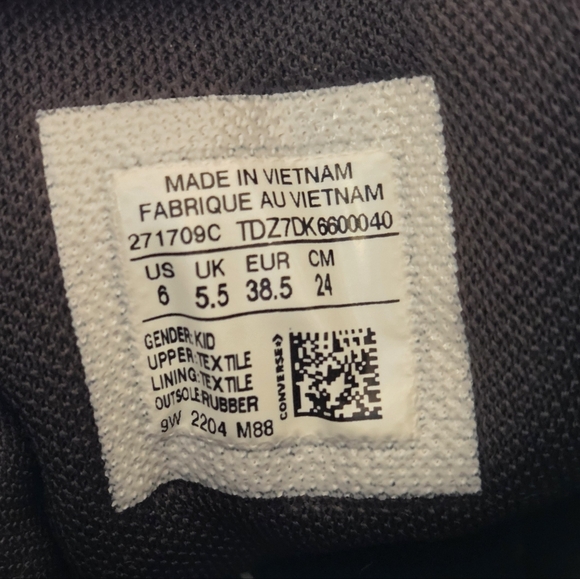 MADE IN VIETNAM
FABRIQUE AU VIETNAM
271709C TDZ7DK6600040
US UK EUR CM
6 5.5 38.5 24
GENDER:KID
UPPER:TEXTILE
LINING:TEXTILE
OUTSOLE:RUBBER
9W 2204 M88
CONVERSE